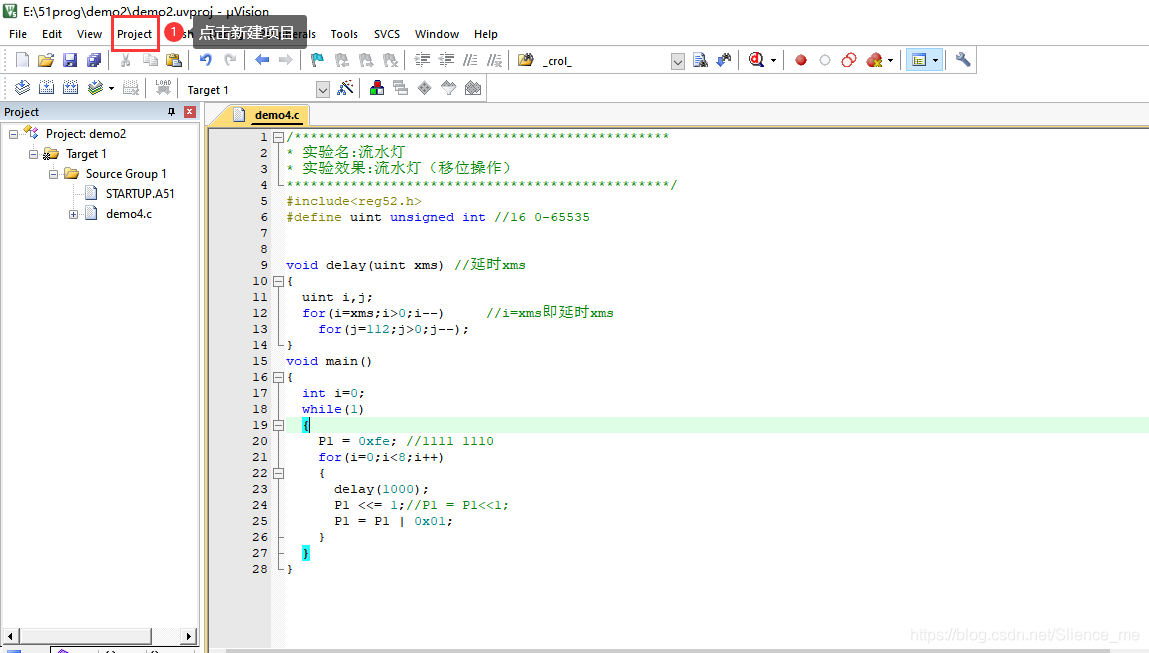 E:\51prog\demo2\demo2.uvproj - µVision
File Edit View Project 1 点击新建项目 Tools SVCS Window Help
_crol_
LOAD Target 1
Project
demo4.c
Project: demo2
Target 1
Source Group 1
STARTUP.A51
demo4.c
1 /***********************************************
2 * 实验名:流水灯
3 * 实验效果:流水灯（移位操作）
4 ************************************************/
5 #include<reg52.h>
6 #define uint unsigned int //16 0-65535
7
8
9 void delay(uint xms) //延时xms
10 {
11 uint i,j;
12 for(i=xms;i>0;i--) //i=xms即延时xms
13 for(j=112;j>0;j--);
14 }
15 void main()
16 {
17 int i=0;
18 while(1)
19 {
20 P1 = 0xfe; //1111 1110
21 for(i=0;i<8;i++)
22 {
23 delay(1000);
24 P1 <<= 1;//P1 = P1<<1;
25 P1 = P1 | 0x01;
26 }
27 }
28 }
https://blog.csdn.net/Slience_me